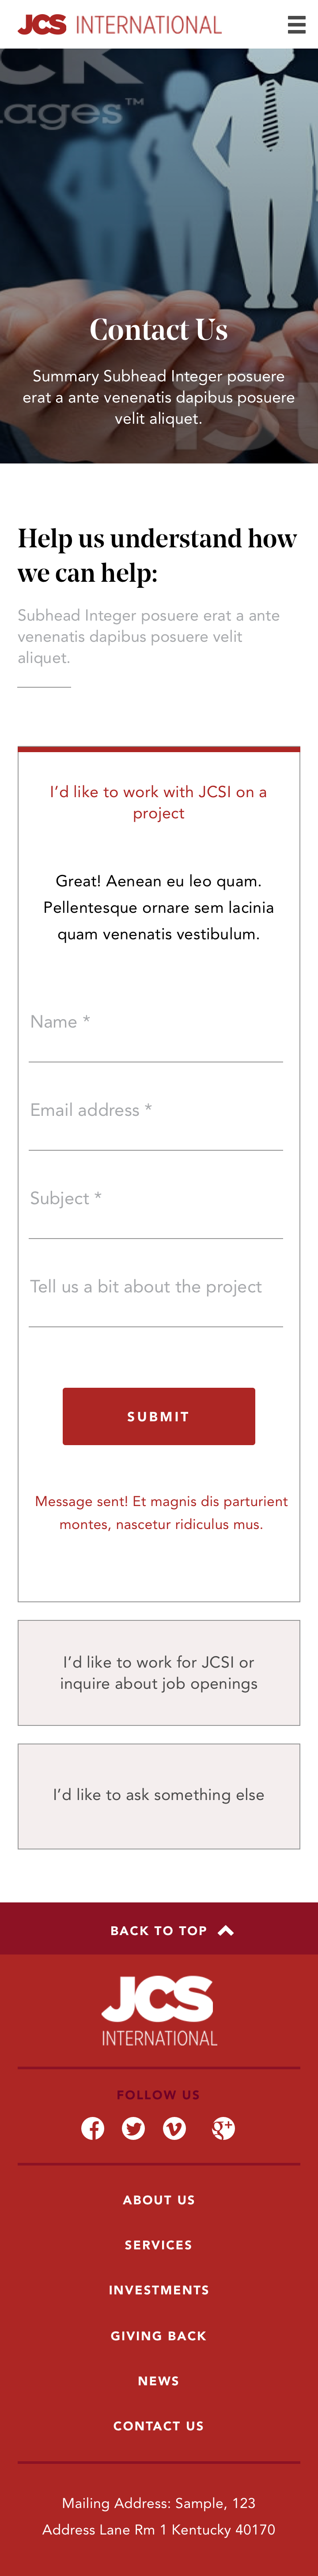 JCS INTERNATIONAL
CK
ages™
Contact Us
Summary Subhead Integer posuere
erat a ante venenatis dapibus posuere
velit aliquet.
Help us understand how
we can help:
Subhead Integer posuere erat a ante
venenatis dapibus posuere velit
aliquet.
I’d like to work with JCSI on a
project
Great! Aenean eu leo quam.
Pellentesque ornare sem lacinia
quam venenatis vestibulum.
Name *
Email address *
Subject *
Tell us a bit about the project
SUBMIT
Message sent! Et magnis dis parturient
montes, nascetur ridiculus mus.
I’d like to work for JCSI or
inquire about job openings
I’d like to ask something else
BACK TO TOP
JCS
INTERNATIONAL
FOLLOW US
ABOUT US
SERVICES
INVESTMENTS
GIVING BACK
NEWS
CONTACT US
Mailing Address: Sample, 123
Address Lane Rm 1 Kentucky 40170